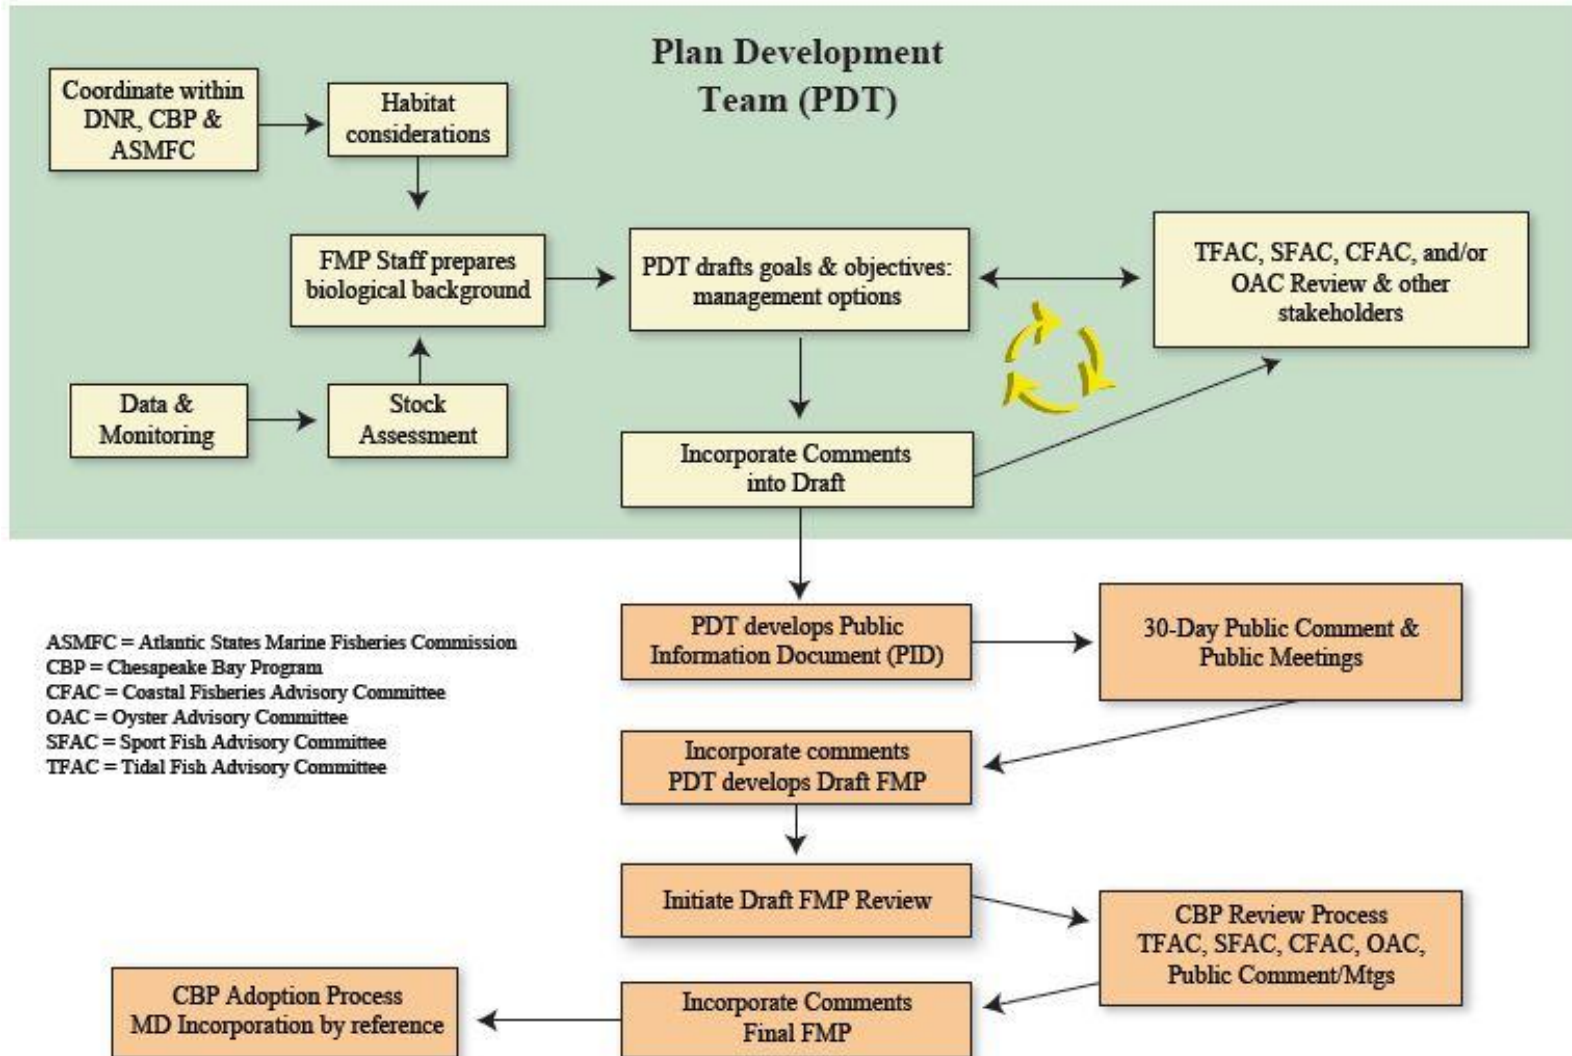 Plan Development
Team (PDT)
Coordinate within
DNR, CBP &
ASMFC
Habitat
considerations
FMP Staff prepares
biological background
PDT drafts goals & objectives:
management options
TFAC, SFAC, CFAC, and/or
OAC Review & other
stakeholders
Data &
Monitoring
Stock
Assessment
Incorporate Comments
into Draft
PDT develops Public
Information Document (PID)
30-Day Public Comment &
Public Meetings
ASMFC = Atlantic States Marine Fisheries Commission
CBP = Chesapeake Bay Program
CFAC = Coastal Fisheries Advisory Committee
OAC = Oyster Advisory Committee
SFAC = Sport Fish Advisory Committee
TFAC = Tidal Fish Advisory Committee
Incorporate comments
PDT develops Draft FMP
Initiate Draft FMP Review
CBP Review Process
TFAC, SFAC, CFAC, OAC,
Public Comment/Mtgs
Incorporate Comments
Final FMP
CBP Adoption Process
MD Incorporation by reference